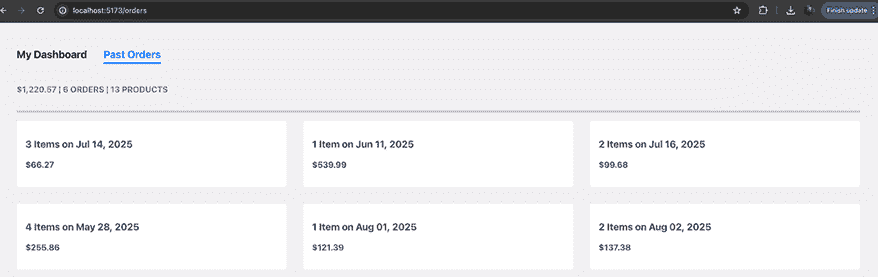 localhost:5173/orders
Finish update
My Dashboard Past Orders
$1,220.57 | 6 ORDERS | 13 PRODUCTS
3 Items on Jul 14, 2025
$66.27
1 Item on Jun 11, 2025
$539.99
2 Items on Jul 16, 2025
$99.68
4 Items on May 28, 2025
$255.86
1 Item on Aug 01, 2025
$121.39
2 Items on Aug 02, 2025
$137.38